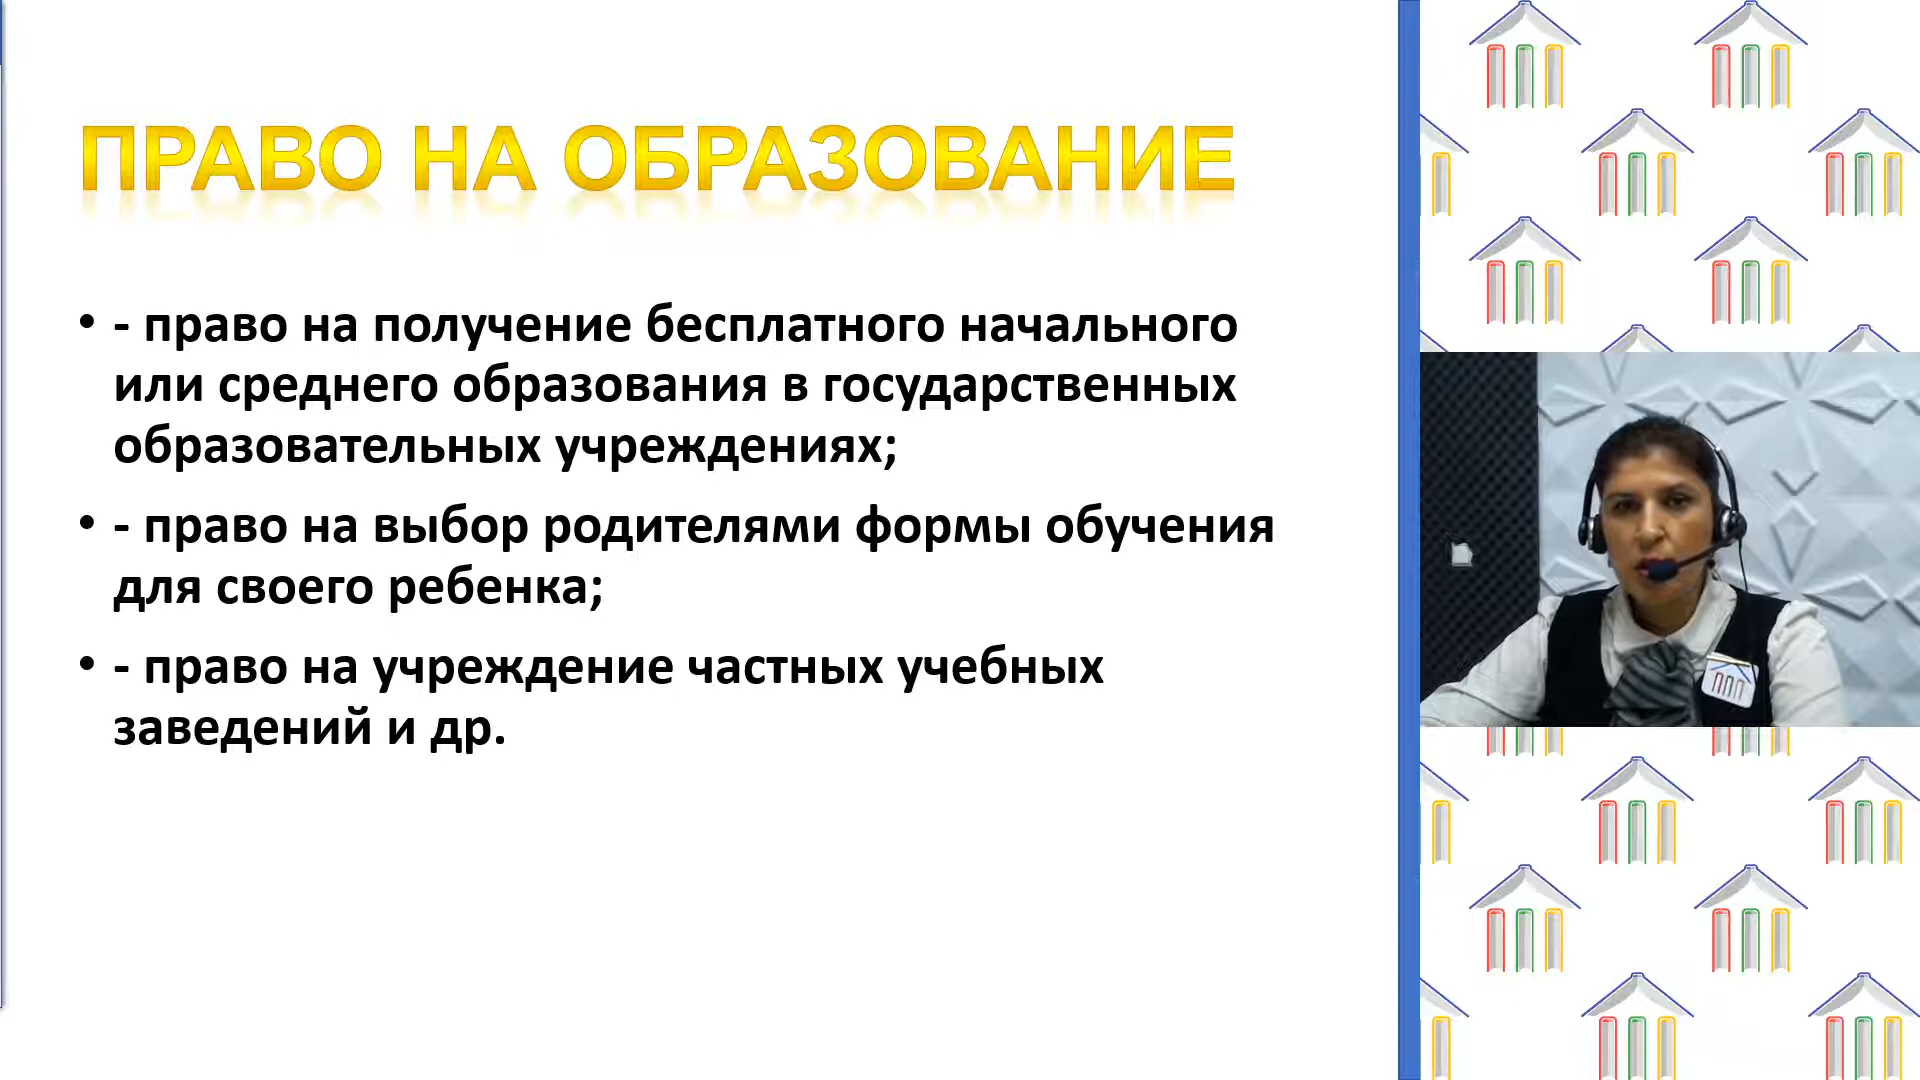 ПРАВО НА ОБРАЗОВАНИЕ
• - право на получение бесплатного начального
или среднего образования в государственных
образовательных учреждениях;
• - право на выбор родителями формы обучения
для своего ребенка;
• - право на учреждение частных учебных
заведений и др.